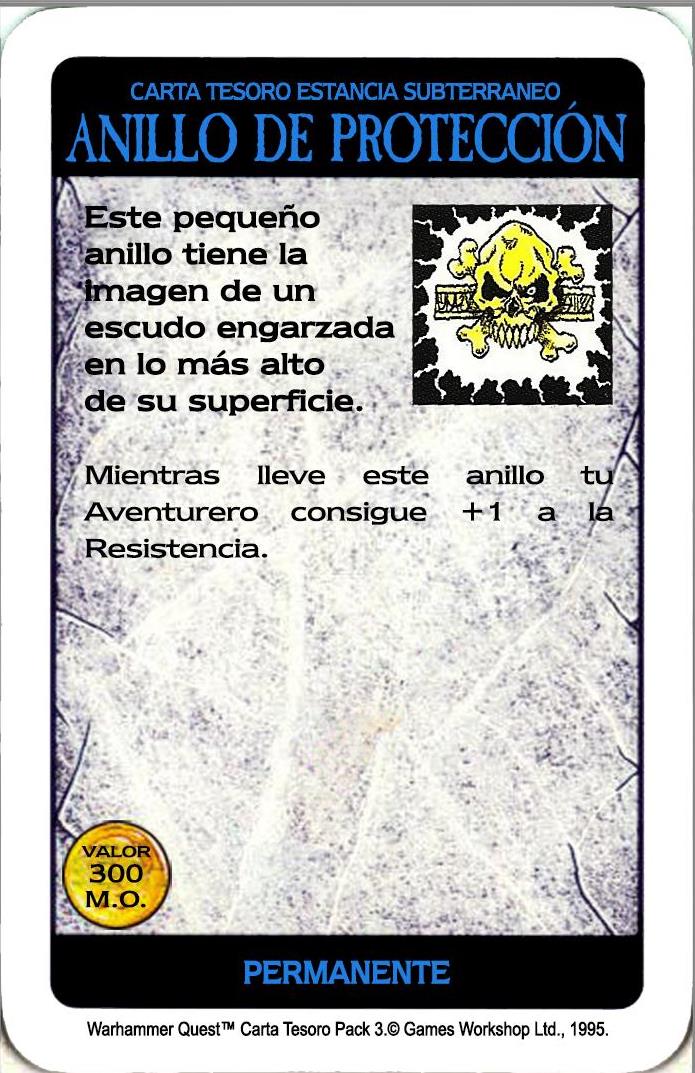 CARTA TESORO ESTANCIA SUBTERRANEO
ANILLO DE PROTECCIÓN
Este pequeño
anillo tiene la
imagen de un
escudo engarzada
en lo más alto
de su superficie.
Mientras lleve este anillo tu
Aventurero consigue +1 a la
Resistencia.
VALOR
300
M.O.
PERMANENTE
Warhammer Quest™ Carta Tesoro Pack 3.© Games Workshop Ltd., 1995.